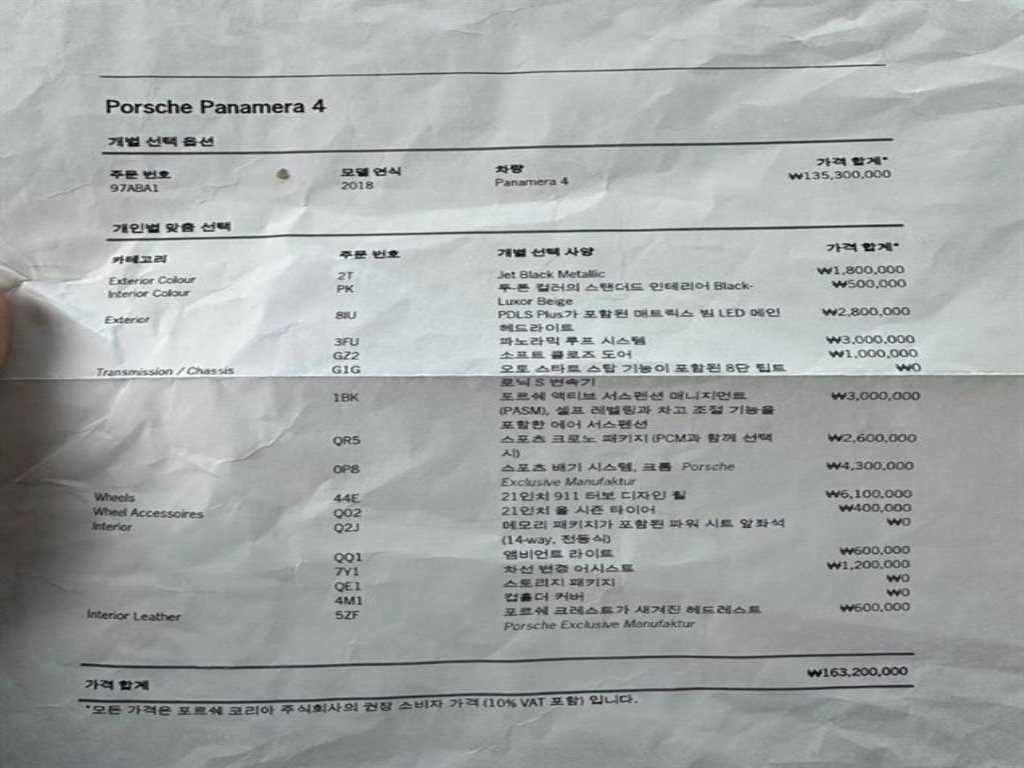 Porsche Panamera 4
개별 선택 옵션
주문 번호 모델 연식 차량 가격 합계*
97ABA1 2018 Panamera 4 ₩135,300,000
개인별 맞춤 선택
카테고리 주문 번호 개별 선택 사양 가격 합계*
Exterior Colour 2T Jet Black Metallic ₩1,800,000
Interior Colour PK 투-톤 컬러의 스탠더드 인테리어 Black- ₩500,000
Luxor Beige
Exterior 8IU PDLS Plus가 포함된 매트릭스 빔 LED 메인 ₩2,800,000
헤드라이트
3FU 파노라믹 루프 시스템 ₩3,000,000
GZ2 소프트 클로즈 도어 ₩1,000,000
Transmission / Chassis G1G 오토 스타트 스탑 기능이 포함된 8단 팁트 ₩0
로닉 S 변속기
1BK 포르쉐 액티브 서스펜션 매니지먼트 ₩3,000,000
(PASM), 셀프 레벨링과 차고 조절 기능을
포함한 에어 서스펜션
QR5 스포츠 크로노 패키지 (PCM과 함께 선택 ₩2,600,000
시)
0P8 스포츠 배기 시스템, 크롬 Porsche ₩4,300,000
Exclusive Manufaktur
Wheels 44E 21인치 911 터보 디자인 휠 ₩6,100,000
Wheel Accessoires Q02 21인치 올 시즌 타이어 ₩400,000
Interior Q2J 메모리 패키지가 포함된 파워 시트 앞좌석 ₩0
(14-way, 전동식)
QQ1 앰비언트 라이트 ₩600,000
7Y1 차선 변경 어시스트 ₩1,200,000
QE1 스토리지 패키지 ₩0
4M1 컵홀더 커버 ₩0
Interior Leather 5ZF 포르쉐 크레스트가 새겨진 헤드레스트 ₩600,000
Porsche Exclusive Manufaktur
가격 합계 ₩163,200,000
*모든 가격은 포르쉐 코리아 주식회사의 권장 소비자 가격 (10% VAT 포함) 입니다.